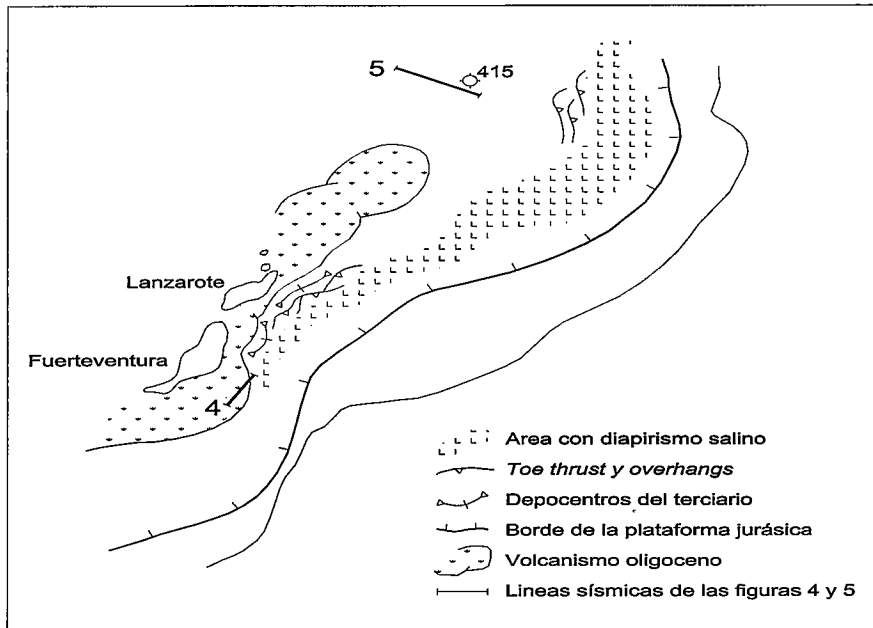 5
415
Lanzarote
Fuerteventura
4
Area con diapirismo salino
Toe thrust y overhangs
Depocentros del terciario
Borde de la plataforma jurásica
Volcanismo oligoceno
Lineas sísmicas de las figuras 4 y 5